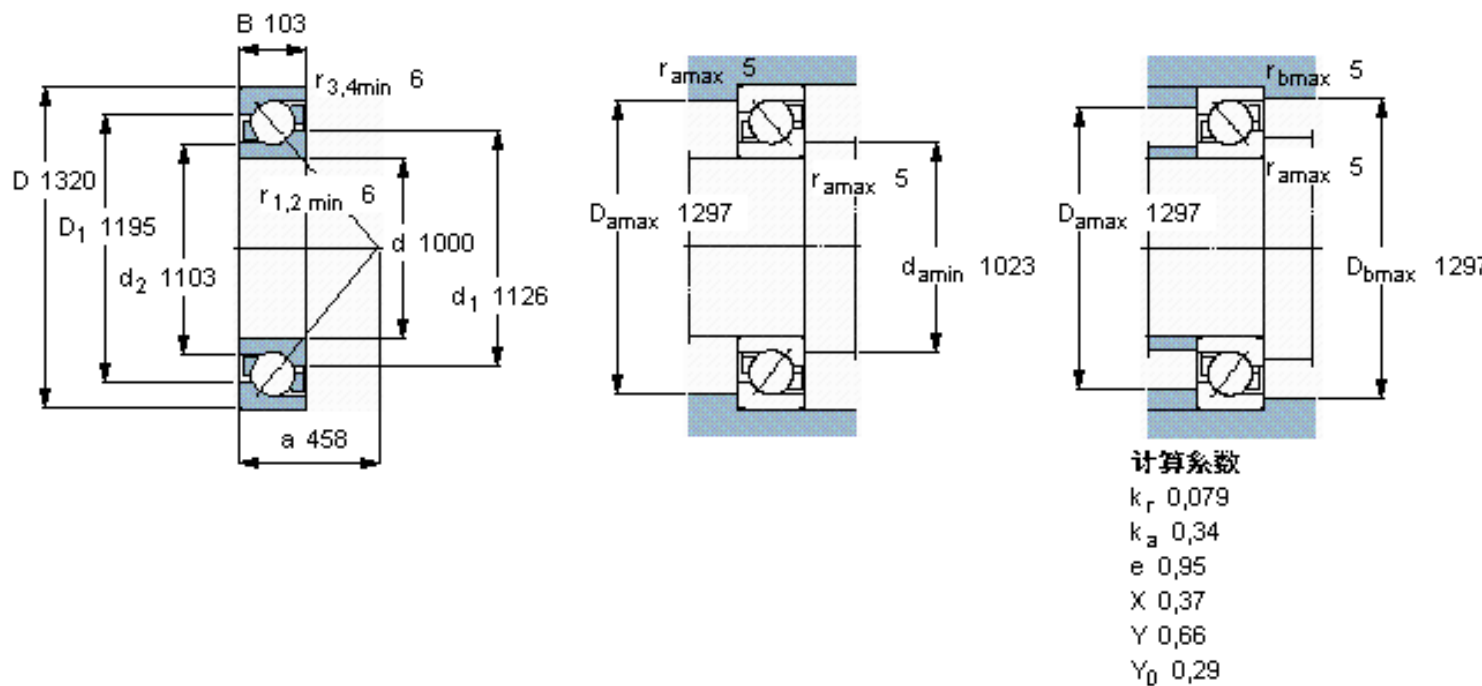 B 103
r3,4min 6
D 1320
D1 1195
d2 1103
r1,2 min 6
d 1000
d1 1126
a 458
ramax 5
ramax 5
Damax 1297
damin 1023
rbmax 5
ramax 5
Damax 1297
Dbmax 1297
计算系数
kr 0,079
ka 0,34
e 0,95
X 0,37
Y 0,66
Y0 0,29